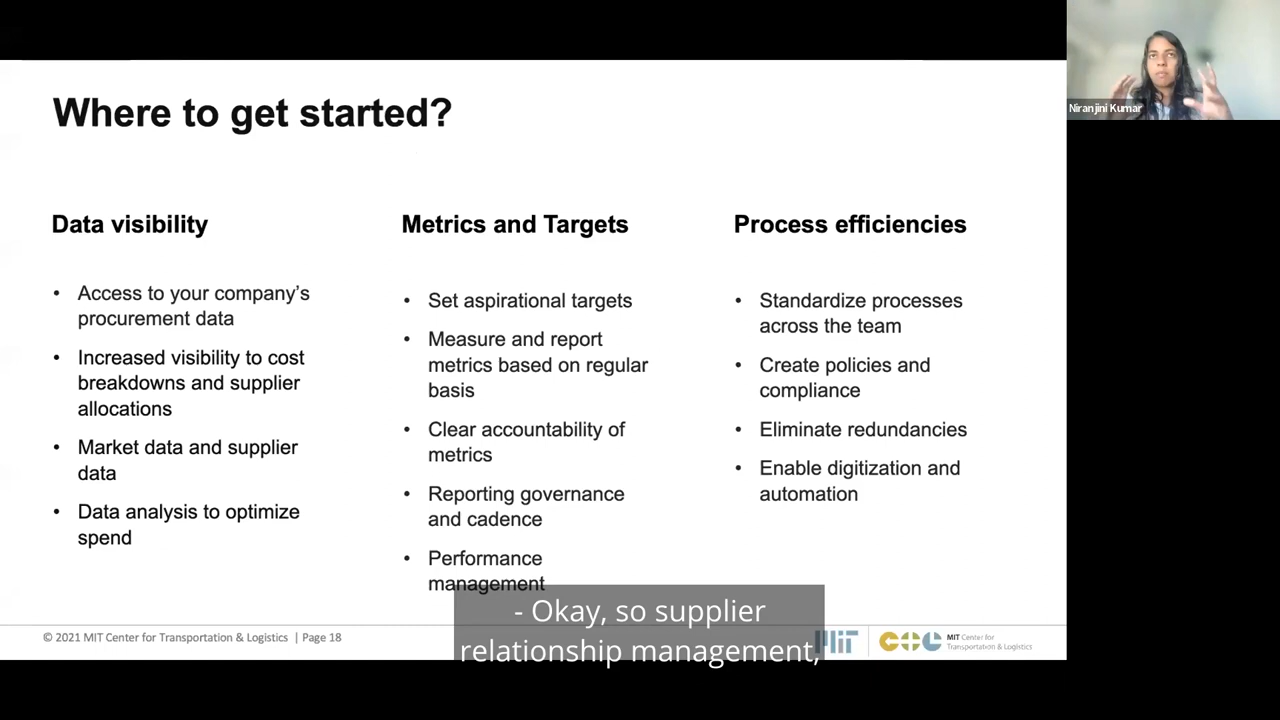 Where to get started?
Niranjini Kumar
Data visibility
• Access to your company's
procurement data
• Increased visibility to cost
breakdowns and supplier
allocations
• Market data and supplier
data
• Data analysis to optimize
spend
Metrics and Targets
• Set aspirational targets
• Measure and report
metrics based on regular
basis
• Clear accountability of
metrics
• Reporting governance
and cadence
• Performance
management
Process efficiencies
• Standardize processes
across the team
• Create policies and
compliance
• Eliminate redundancies
• Enable digitization and
automation
- Okay, so supplier
relationship management,
© 2021 MIT Center for Transportation & Logistics | Page 18
MIT
CTL
MIT Center for
Transportation & Logistics